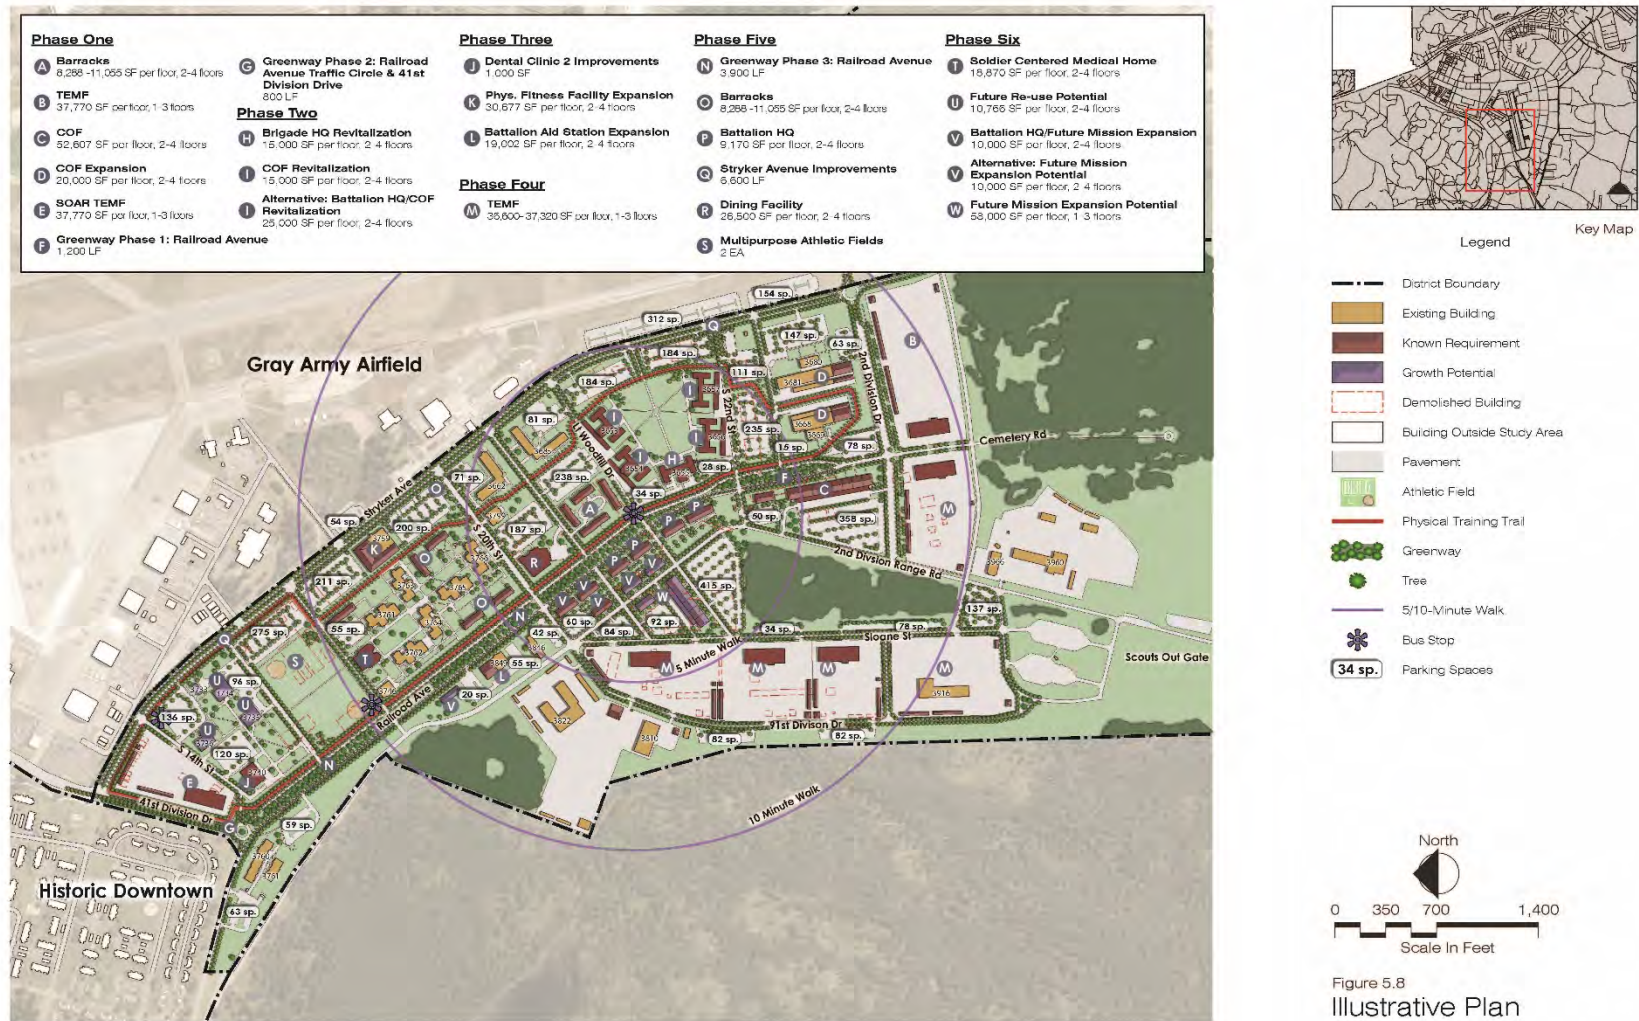 Phase One
A Barracks
8,288 -11,055 SF per floor, 2-4 floors
B TEMF
37,770 SF per floor, 1-3 floors
C COF
52,607 SF per floor, 2-4 floors
D COF Expansion
20,000 SF per floor, 2-4 floors
E SOAR TEMF
37,770 SF per floor, 1-3 floors
F Greenway Phase 1: Railroad Avenue
1,200 LF
G Greenway Phase 2: Railroad
Avenue Traffic Circle & 41st
Division Drive
800 LF
Phase Two
H Brigade HQ Revitalization
15,000 SF per floor, 2-4 floors
I COF Revitalization
15,000 SF per floor, 2-4 floors
I Alternative: Battalion HQ/COF
Revitalization
25,000 SF per floor, 2-4 floors
Phase Three
J Dental Clinic 2 Improvements
1,000 SF
K Phys. Fitness Facility Expansion
30,677 SF per floor, 2-4 floors
L Battalion Aid Station Expansion
19,002 SF per floor, 2-4 floors
Phase Four
M TEMF
36,600- 37,320 SF per floor, 1-3 floors
Phase Five
N Greenway Phase 3: Railroad Avenue
3,900 LF
O Barracks
8,288 -11,055 SF per floor, 2-4 floors
P Battalion HQ
9,170 SF per floor, 2-4 floors
Q Stryker Avenue Improvements
6,600 LF
R Dining Facility
26,500 SF per floor, 2-4 floors
S Multipurpose Athletic Fields
2 EA
Phase Six
T Soldier Centered Medical Home
18,870 SF per floor, 2-4 floors
U Future Re-use Potential
10,766 SF per floor, 2-4 floors
V Battalion HQ/Future Mission Expansion
10,000 SF per floor, 2-4 floors
V Alternative: Future Mission
Expansion Potential
10,000 SF per floor, 2-4 floors
W Future Mission Expansion Potential
58,000 SF per floor, 1-3 floors
Key Map
Legend
District Boundary
Existing Building
Known Requirement
Growth Potential
Demolished Building
Building Outside Study Area
Pavement
Athletic Field
Physical Training Trail
Greenway
Tree
5/10-Minute Walk
Bus Stop
34 sp. Parking Spaces
North
0 350 700 1,400
Scale In Feet
Figure 5.8
Illustrative Plan
Gray Army Airfield
Historic Downtown
154 sp.
312 sp.
147 sp.
63 sp.
184 sp.
111 sp.
184 sp.
81 sp.
235 sp.
15 sp.
78 sp.
28 sp.
71 sp.
238 sp.
34 sp.
54 sp.
200 sp.
187 sp.
50 sp.
358 sp.
211 sp.
415 sp.
137 sp.
275 sp.
55 sp.
60 sp.
84 sp.
92 sp.
34 sp.
78 sp.
42 sp.
55 sp.
20 sp.
96 sp.
136 sp.
120 sp.
82 sp.
82 sp.
59 sp.
63 sp.
Stryker Ave
Lt Woodfill Dr
S 22nd St
2nd Division Dr
Cemetery Rd
S 20th St
2nd Division Range Rd
Sloane St
Scouts Out Gate
5 Minute Walk
91st Divison Dr
10 Minute Walk
Railroad Ave
S 14th St
41st Division Dr
3681
3668
3685
3662
3759
3822
3810
3916